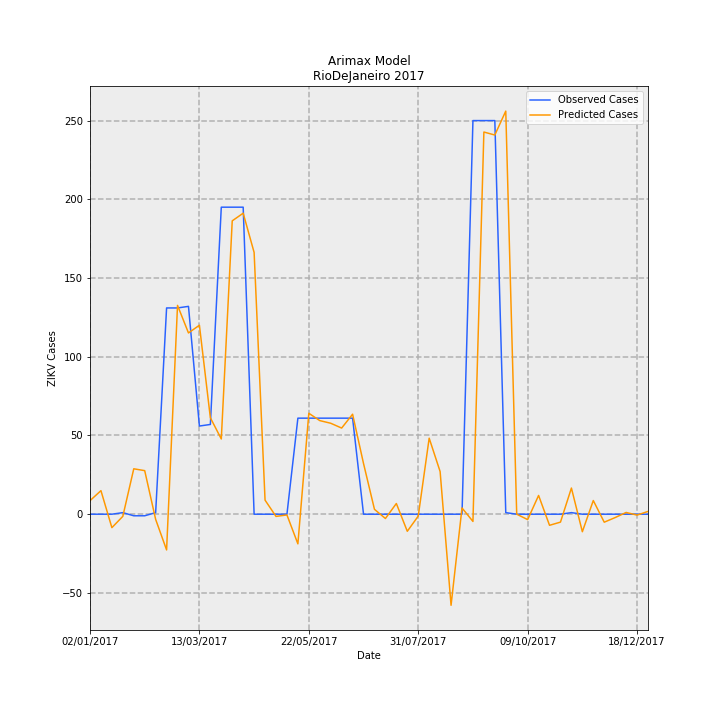 Arimax Model
RioDeJaneiro 2017
Observed Cases
Predicted Cases
250
200
150
100
50
0
−50
ZIKV Cases
02/01/2017
13/03/2017
22/05/2017
31/07/2017
09/10/2017
18/12/2017
Date